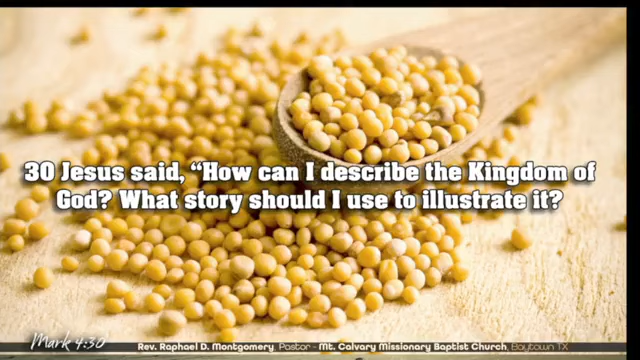 30 Jesus said, “How can I describe the Kingdom of
God? What story should I use to illustrate it?
Mark 4:30
Rev. Raphael D. Montgomery, Pastor - Mt. Calvary Missionary Baptist Church, Baytown TX